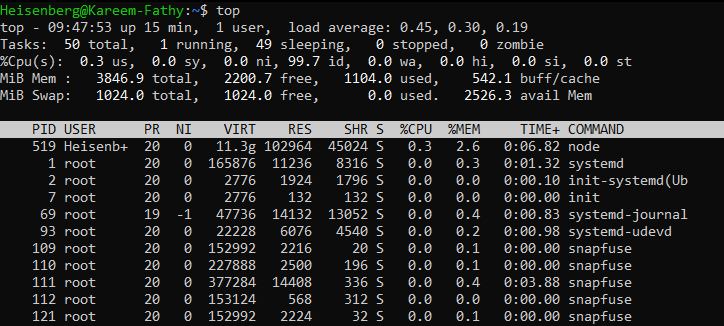 Heisenberg@Kareem-Fathy:~$ top
top - 09:47:53 up 15 min,  1 user,  load average: 0.45, 0.30, 0.19
Tasks:  50 total,   1 running,  49 sleeping,   0 stopped,   0 zombie
%Cpu(s):  0.3 us,  0.0 sy,  0.0 ni, 99.7 id,  0.0 wa,  0.0 hi,  0.0 si,  0.0 st
MiB Mem :   3846.9 total,   2200.7 free,   1104.0 used,    542.1 buff/cache
MiB Swap:   1024.0 total,   1024.0 free,      0.0 used.   2526.3 avail Mem
PID USER      PR  NI    VIRT    RES    SHR S  %CPU  %MEM     TIME+ COMMAND
519 Heisenb+  20   0   11.3g 102964  45024 S   0.3   2.6   0:06.82 node
1 root      20   0  165876  11236   8316 S   0.0   0.3   0:01.32 systemd
2 root      20   0    2776   1924   1796 S   0.0   0.0   0:00.10 init-systemd(Ub
7 root      20   0    2776    132    132 S   0.0   0.0   0:00.00 init
69 root      19  -1   47736  14132  13052 S   0.0   0.4   0:00.83 systemd-journal
93 root      20   0   22228   6076   4540 S   0.0   0.2   0:00.98 systemd-udevd
109 root      20   0  152992   2216     20 S   0.0   0.1   0:00.00 snapfuse
110 root      20   0  227888   2500    196 S   0.0   0.1   0:00.00 snapfuse
111 root      20   0  377284  14408    336 S   0.0   0.4   0:03.88 snapfuse
112 root      20   0  153124    568    312 S   0.0   0.0   0:00.00 snapfuse
121 root      20   0  152992   2224     32 S   0.0   0.1   0:00.00 snapfuse